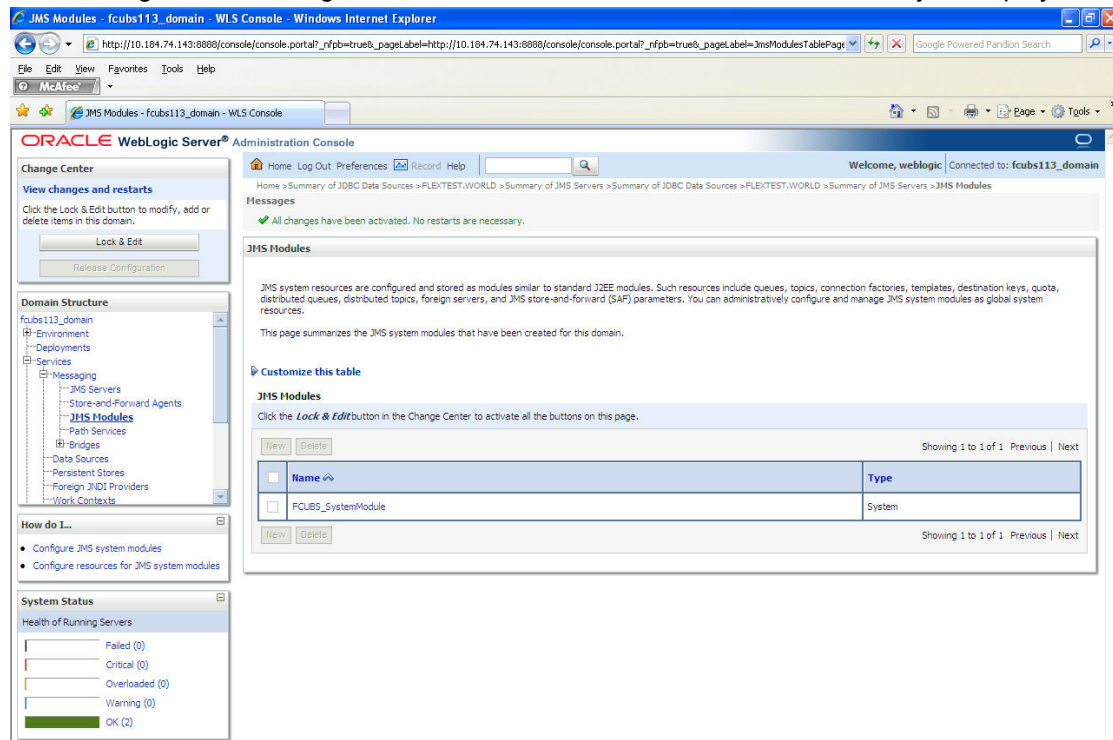 JMS Modules - fcubs113_domain - WLS Console - Windows Internet Explorer
http://10.184.74.143:8888/console/console.portal?_nfpb=true&_pageLabel=http://10.184.74.143:8888/console/console.portal?_nfpb=true&_pageLabel=JmsModulesTablePage
Google Powered Pandion Search
File Edit View Favorites Tools Help
McAfee
JMS Modules - fcubs113_domain - WLS Console
Page Tools
ORACLE WebLogic Server® Administration Console
Change Center
View changes and restarts
Click the Lock & Edit button to modify, add or
delete items in this domain.
Lock & Edit
Release Configuration
Domain Structure
fcubs113_domain
Environment
Deployments
Services
Messaging
JMS Servers
Store-and-Forward Agents
JMS Modules
Path Services
Bridges
Data Sources
Persistent Stores
Foreign JNDI Providers
Work Contexts
How do I...
Configure JMS system modules
Configure resources for JMS system modules
System Status
Health of Running Servers
Failed (0)
Critical (0)
Overloaded (0)
Warning (0)
OK (2)
Home Log Out Preferences Record Help
Welcome, weblogic Connected to: fcubs113_domain
Home >Summary of JDBC Data Sources >FLEXTEST.WORLD >Summary of JMS Servers >Summary of JDBC Data Sources >FLEXTEST.WORLD >Summary of JMS Servers >JMS Modules
Messages
All changes have been activated. No restarts are necessary.
JMS Modules
JMS system resources are configured and stored as modules similar to standard J2EE modules. Such resources include queues, topics, connection factories, templates, destination keys, quota,
distributed queues, distributed topics, foreign servers, and JMS store-and-forward (SAF) parameters. You can administratively configure and manage JMS system modules as global system
resources.
This page summarizes the JMS system modules that have been created for this domain.
Customize this table
JMS Modules
Click the Lock & Edit button in the Change Center to activate all the buttons on this page.
New Delete
Showing 1 to 1 of 1 Previous | Next
Name Type
FCUBS_SystemModule System
New Delete
Showing 1 to 1 of 1 Previous | Next